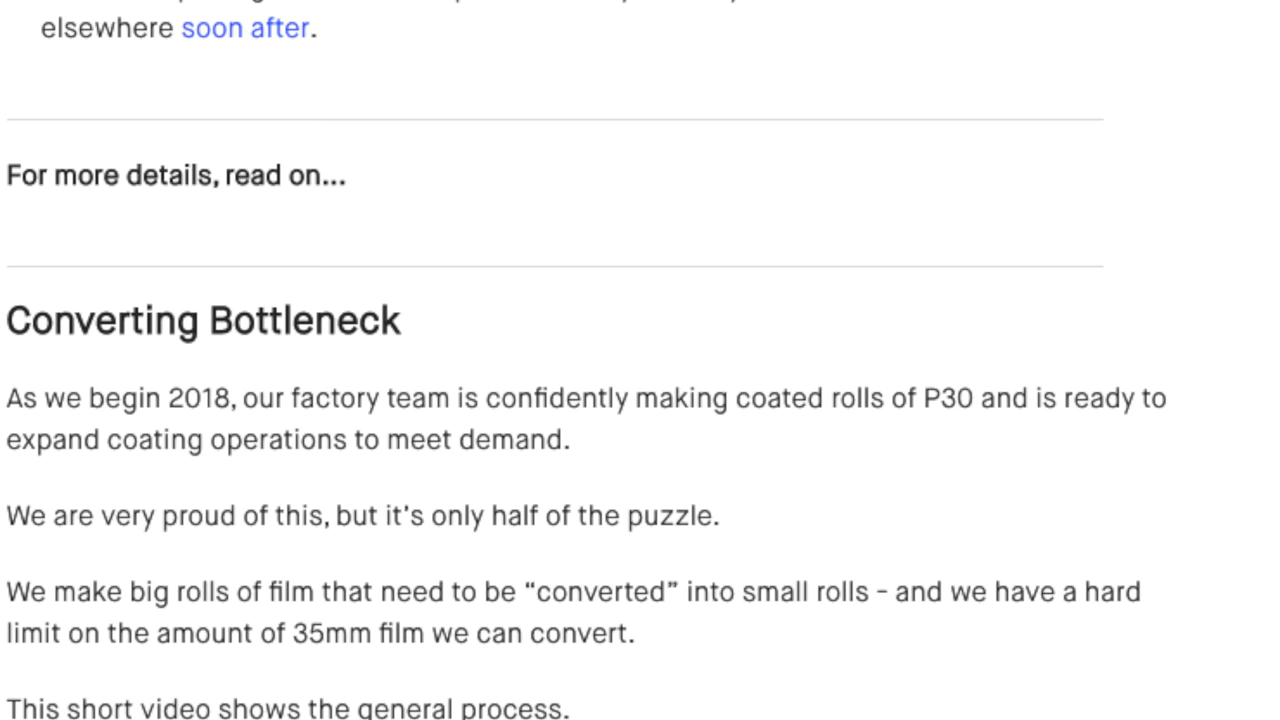 elsewhere soon after.
For more details, read on...
Converting Bottleneck
As we begin 2018, our factory team is confidently making coated rolls of P30 and is ready to
expand coating operations to meet demand.
We are very proud of this, but it’s only half of the puzzle.
We make big rolls of film that need to be “converted” into small rolls - and we have a hard
limit on the amount of 35mm film we can convert.
This short video shows the general process.